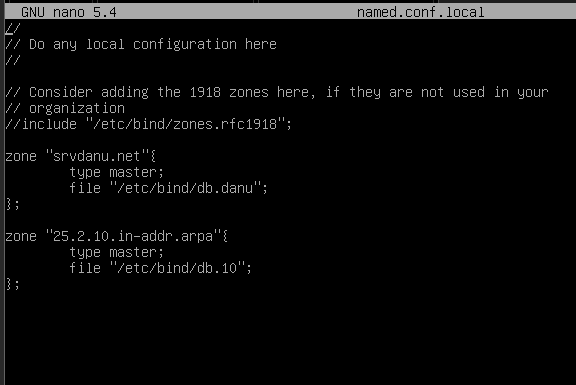 GNU nano 5.4 named.conf.local
//
// Do any local configuration here
//
// Consider adding the 1918 zones here, if they are not used in your
// organization
//include "/etc/bind/zones.rfc1918";
zone "srvdanu.net"{
type master;
file "/etc/bind/db.danu";
};
zone "25.2.10.in-addr.arpa"{
type master;
file "/etc/bind/db.10";
};